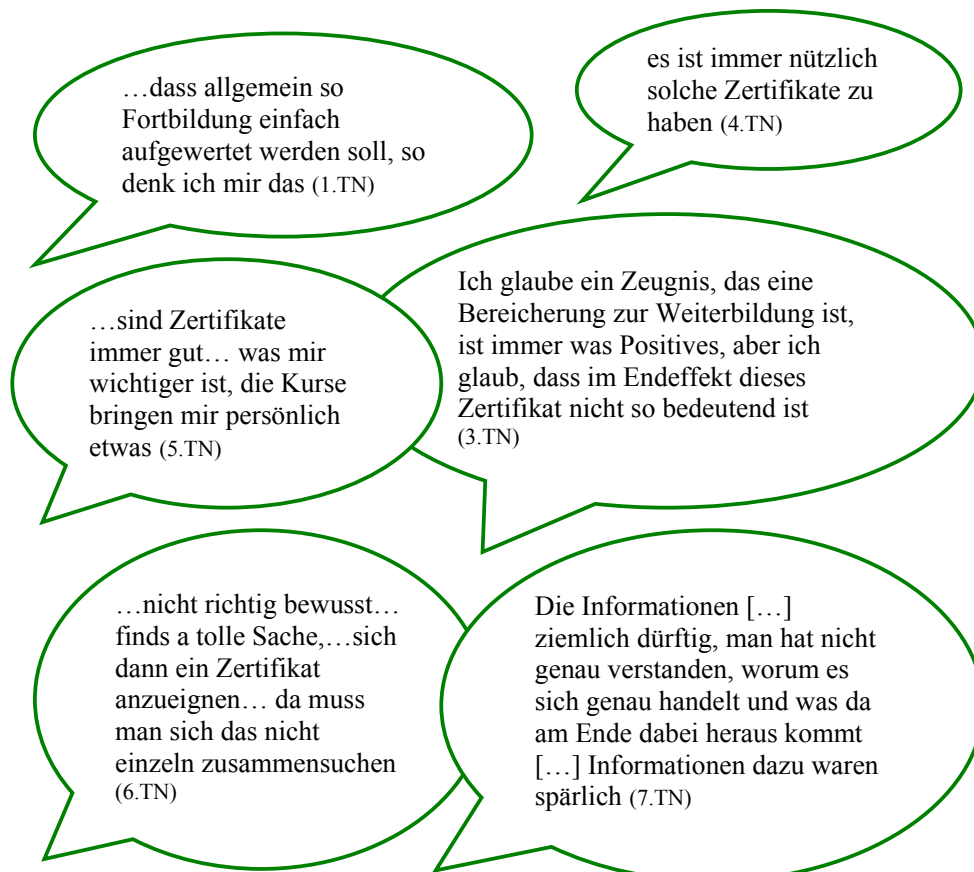 …dass allgemein so
Fortbildung einfach
aufgewertet werden soll, so
denk ich mir das (1.TN)
es ist immer nützlich
solche Zertifikate zu
haben (4.TN)
…sind Zertifikate
immer gut… was mir
wichtiger ist, die Kurse
bringen mir persönlich
etwas (5.TN)
Ich glaube ein Zeugnis, das eine
Bereicherung zur Weiterbildung ist,
ist immer was Positives, aber ich
glaub, dass im Endeffekt dieses
Zertifikat nicht so bedeutend ist
(3.TN)
…nicht richtig bewusst…
finds a tolle Sache,…sich
dann ein Zertifikat
anzueignen… da muss
man sich das nicht
einzeln zusammensuchen
(6.TN)
Die Informationen […]
ziemlich dürftig, man hat nicht
genau verstanden, worum es
sich genau handelt und was da
am Ende dabei heraus kommt
[…] Informationen dazu waren
spärlich (7.TN)